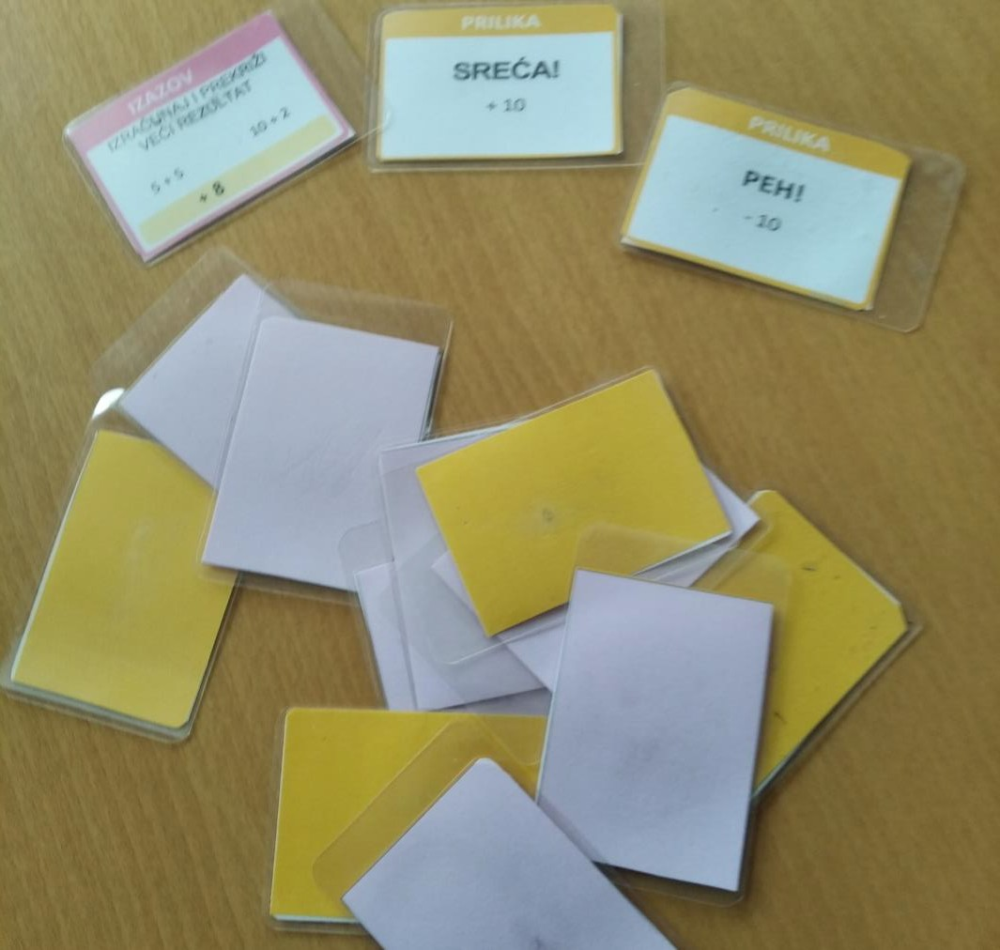 IZAZOV
IZRAČUNAJ I PREKRIŽI
VEĆI REZULTAT
5 + 5
10 + 2
+ 8
PRILIKA
SREĆA!
+ 10
PRILIKA
PEH!
- 10